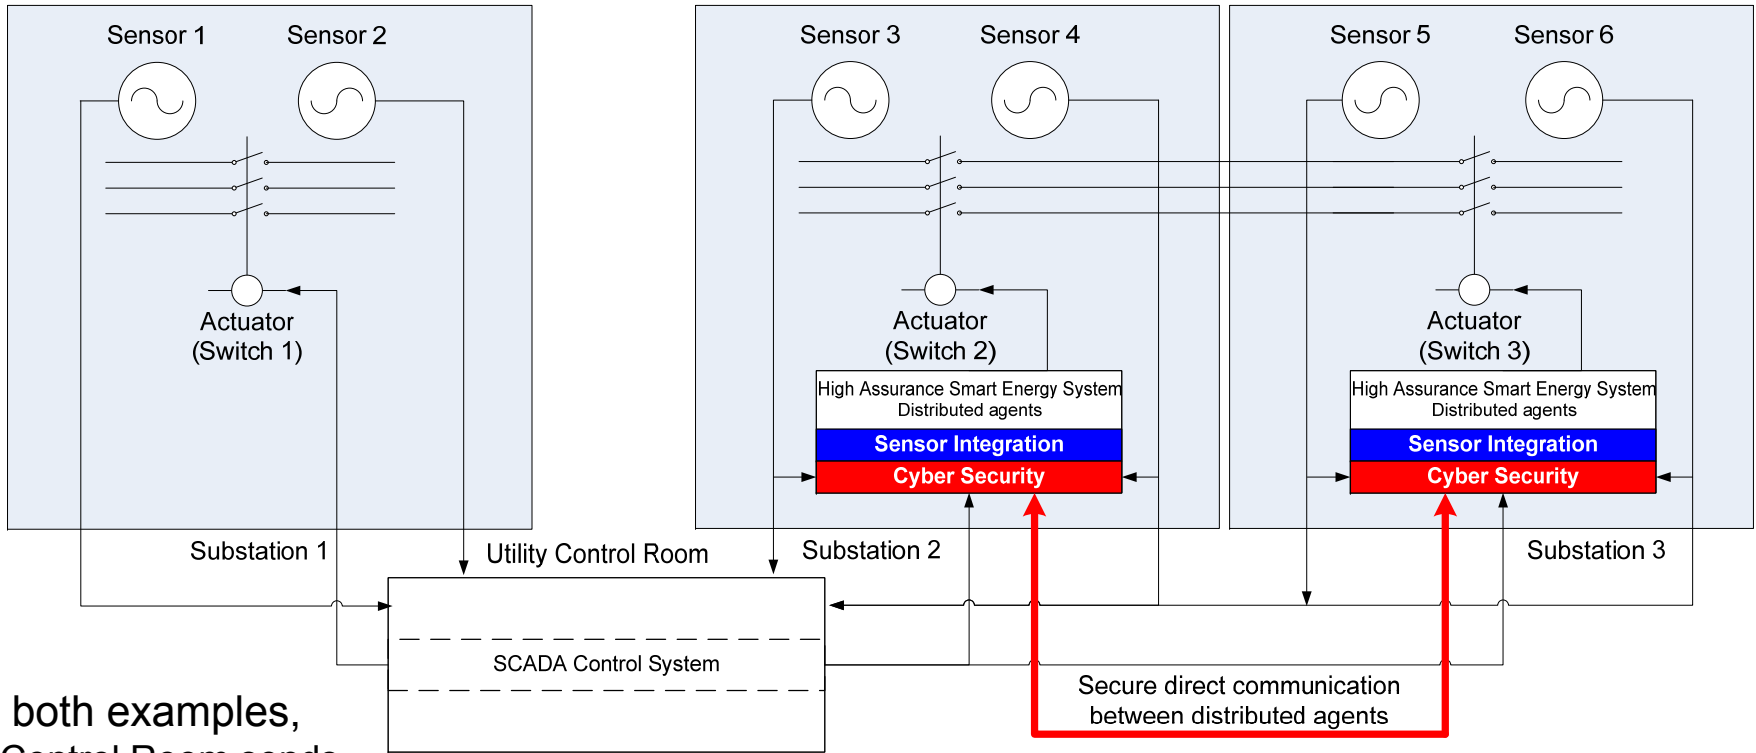 Sensor 1
Sensor 2
Sensor 3
Sensor 4
Sensor 5
Sensor 6
Actuator
(Switch 1)
Actuator
(Switch 2)
Actuator
(Switch 3)
High Assurance Smart Energy System
Distributed agents
Sensor Integration
Cyber Security
High Assurance Smart Energy System
Distributed agents
Sensor Integration
Cyber Security
Substation 1
Utility Control Room
Substation 2
Substation 3
SCADA Control System
Secure direct communication
between distributed agents
both examples,
Control Room sends